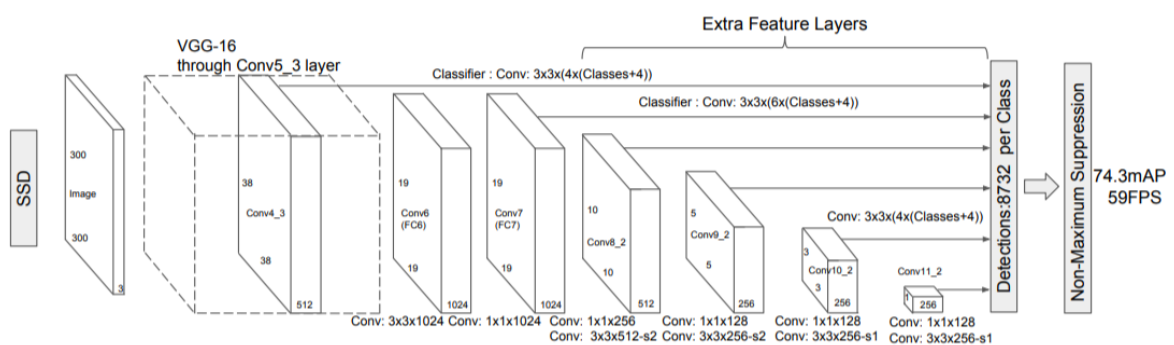 Extra Feature Layers
VGG-16
through Conv5_3 layer
Classifier : Conv: 3x3x(4x(Classes+4))
Classifier : Conv: 3x3x(6x(Classes+4))
SSD
300
Image
300
3
38
Conv4_3
38
512
19
Conv6
(FC6)
19
1024
19
Conv7
(FC7)
19
1024
10
Conv8_2
10
512
5
Conv9_2
5
256
Conv: 3x3x(4x(Classes+4))
3
Conv10_2
3
256
Conv11_2
1
256
Detections:8732 per Class
Non-Maximum Suppression
74.3mAP
59FPS
Conv: 3x3x1024
Conv: 1x1x1024
Conv: 1x1x256
Conv: 3x3x512-s2
Conv: 1x1x128
Conv: 3x3x256-s2
Conv: 1x1x128
Conv: 3x3x256-s1
Conv: 1x1x128
Conv: 3x3x256-s1